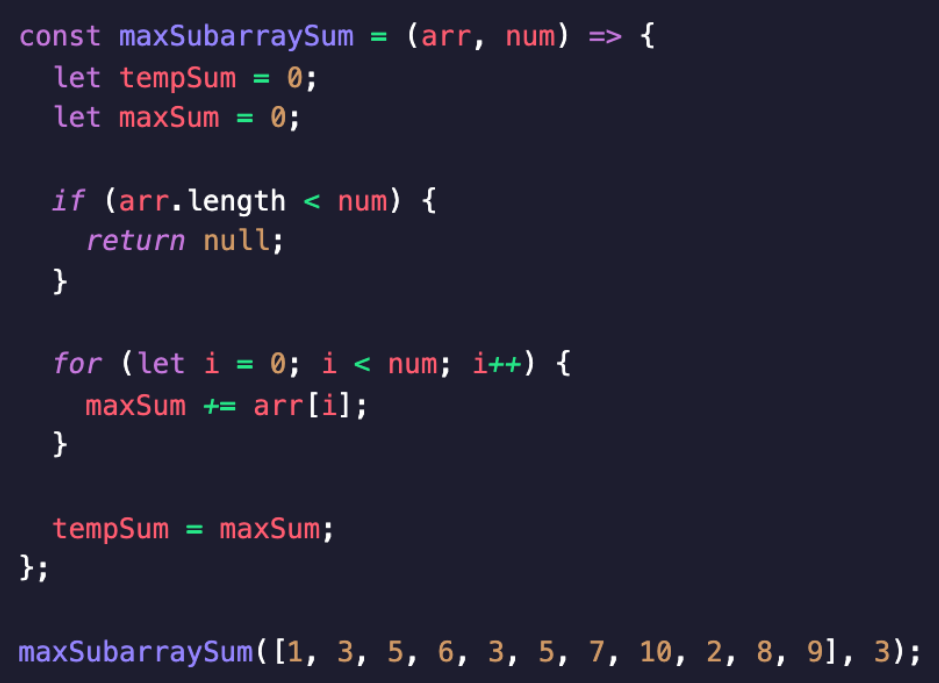 const maxSubarraySum = (arr, num) => {
  let tempSum = 0;
  let maxSum = 0;

  if (arr.length < num) {
    return null;
  }

  for (let i = 0; i < num; i++) {
    maxSum += arr[i];
  }

  tempSum = maxSum;
};

maxSubarraySum([1, 3, 5, 6, 3, 5, 7, 10, 2, 8, 9], 3);